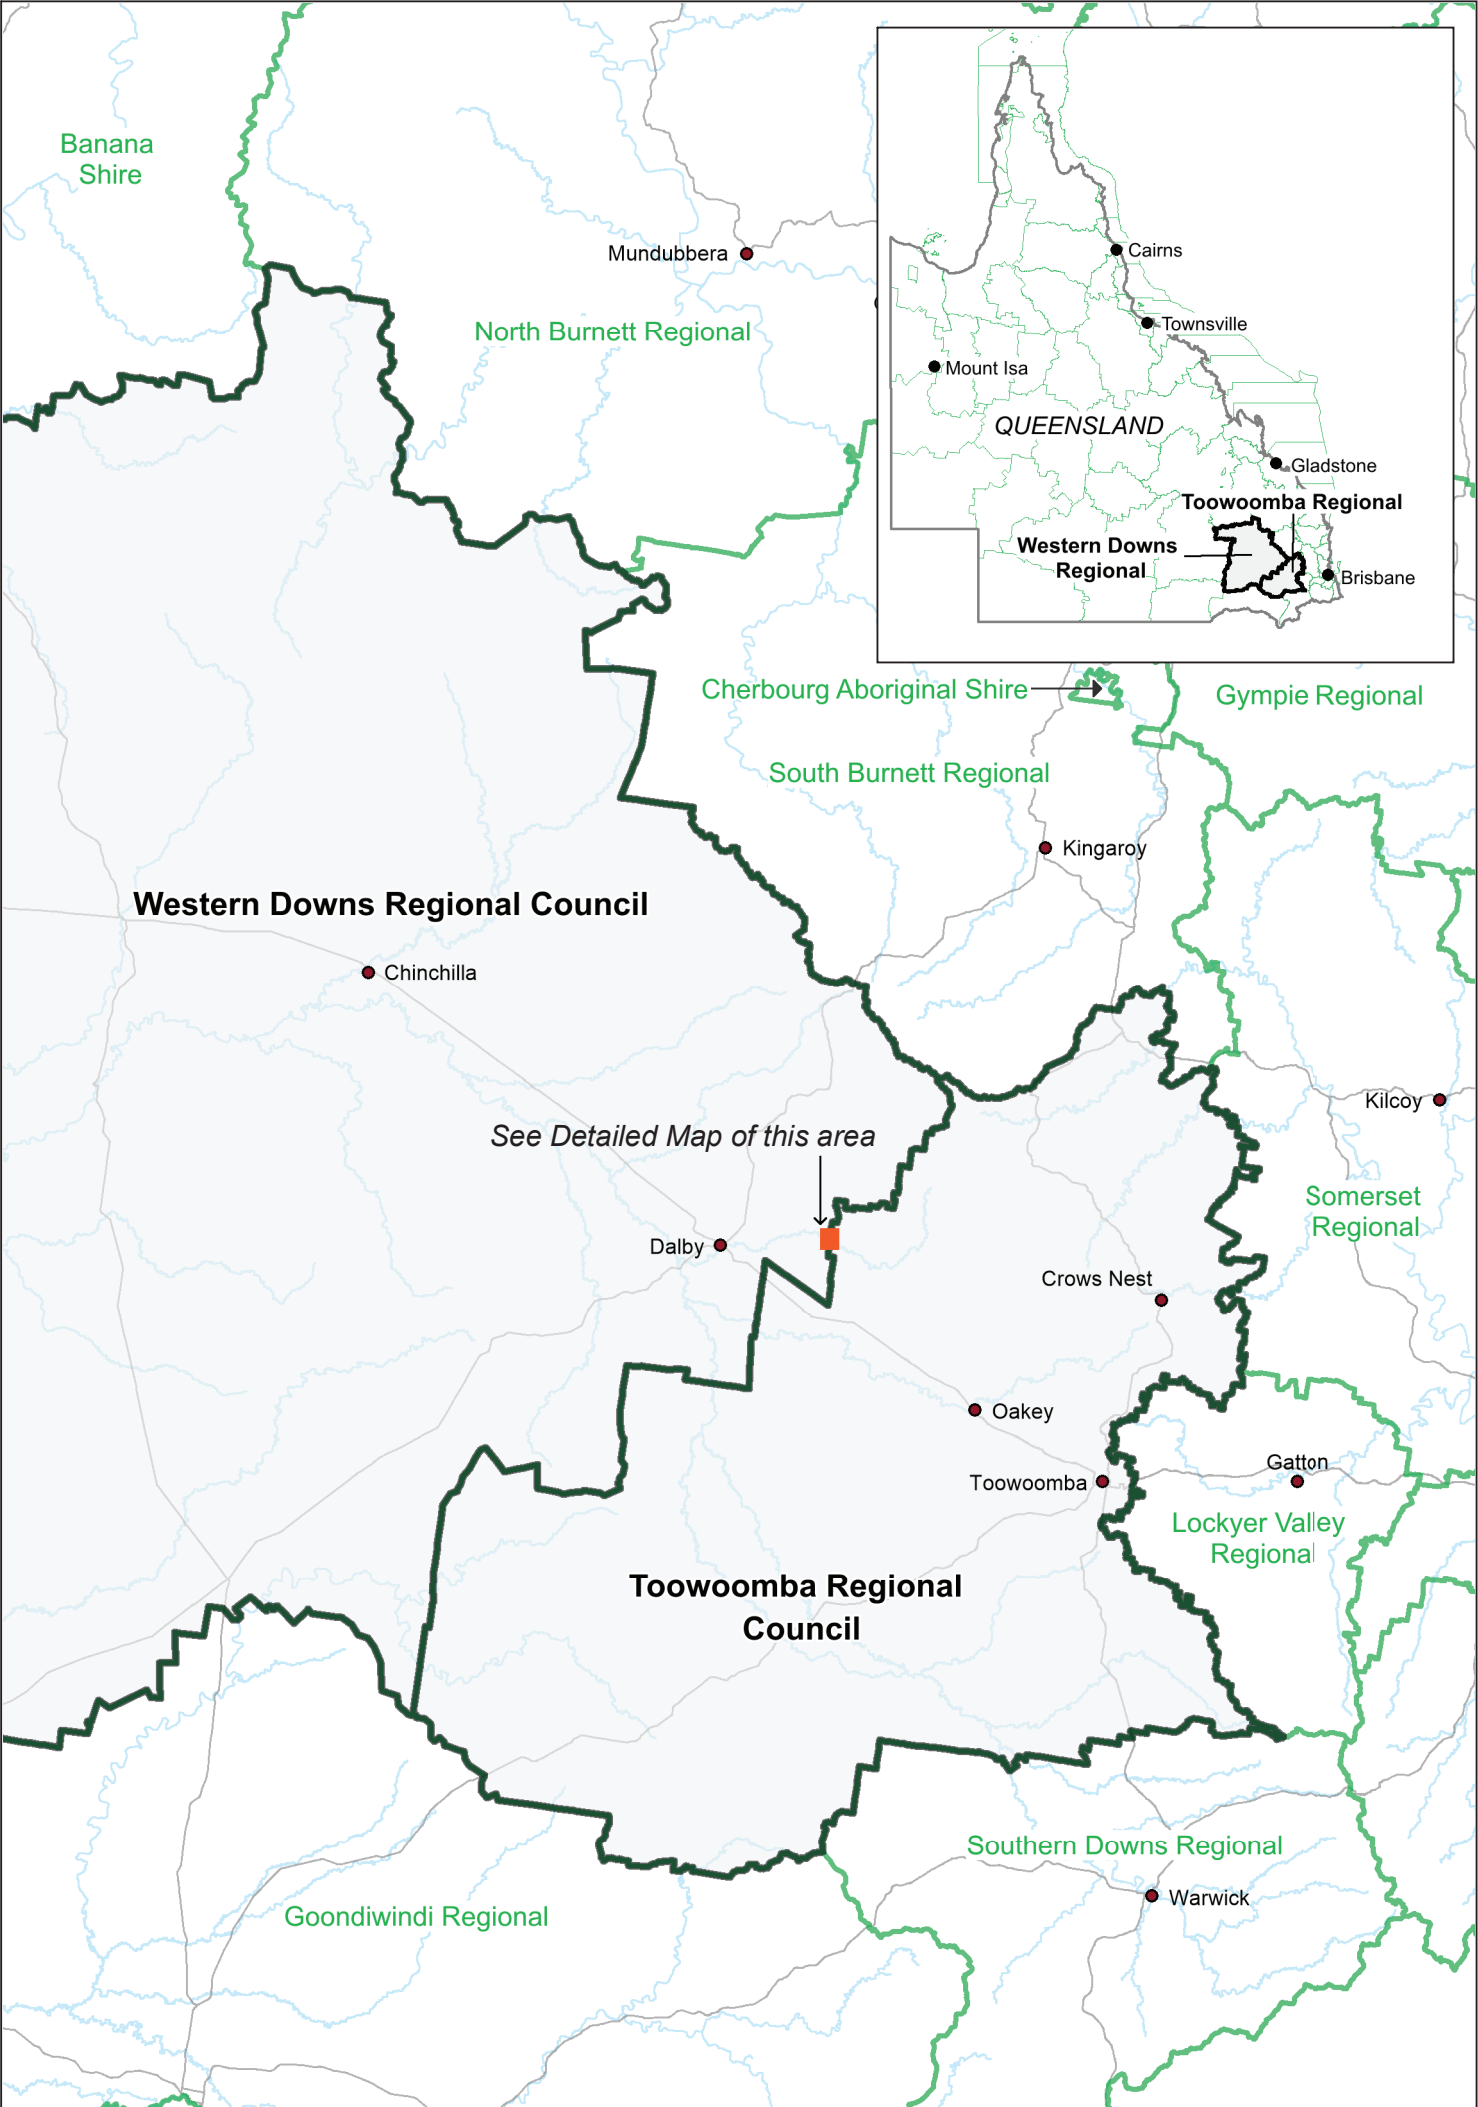 Banana
Shire
Mundubbera
North Burnett Regional
Cairns
Townsville
Mount Isa
QUEENSLAND
Gladstone
Toowoomba Regional
Western Downs
Regional
Brisbane
Cherbourg Aboriginal Shire
Gympie Regional
South Burnett Regional
Kingaroy
Western Downs Regional Council
Chinchilla
Kilcoy
See Detailed Map of this area
Somerset
Regional
Dalby
Crows Nest
Oakey
Gatton
Toowoomba
Lockyer Valley
Regional
Toowoomba Regional
Council
Southern Downs Regional
Warwick
Goondiwindi Regional